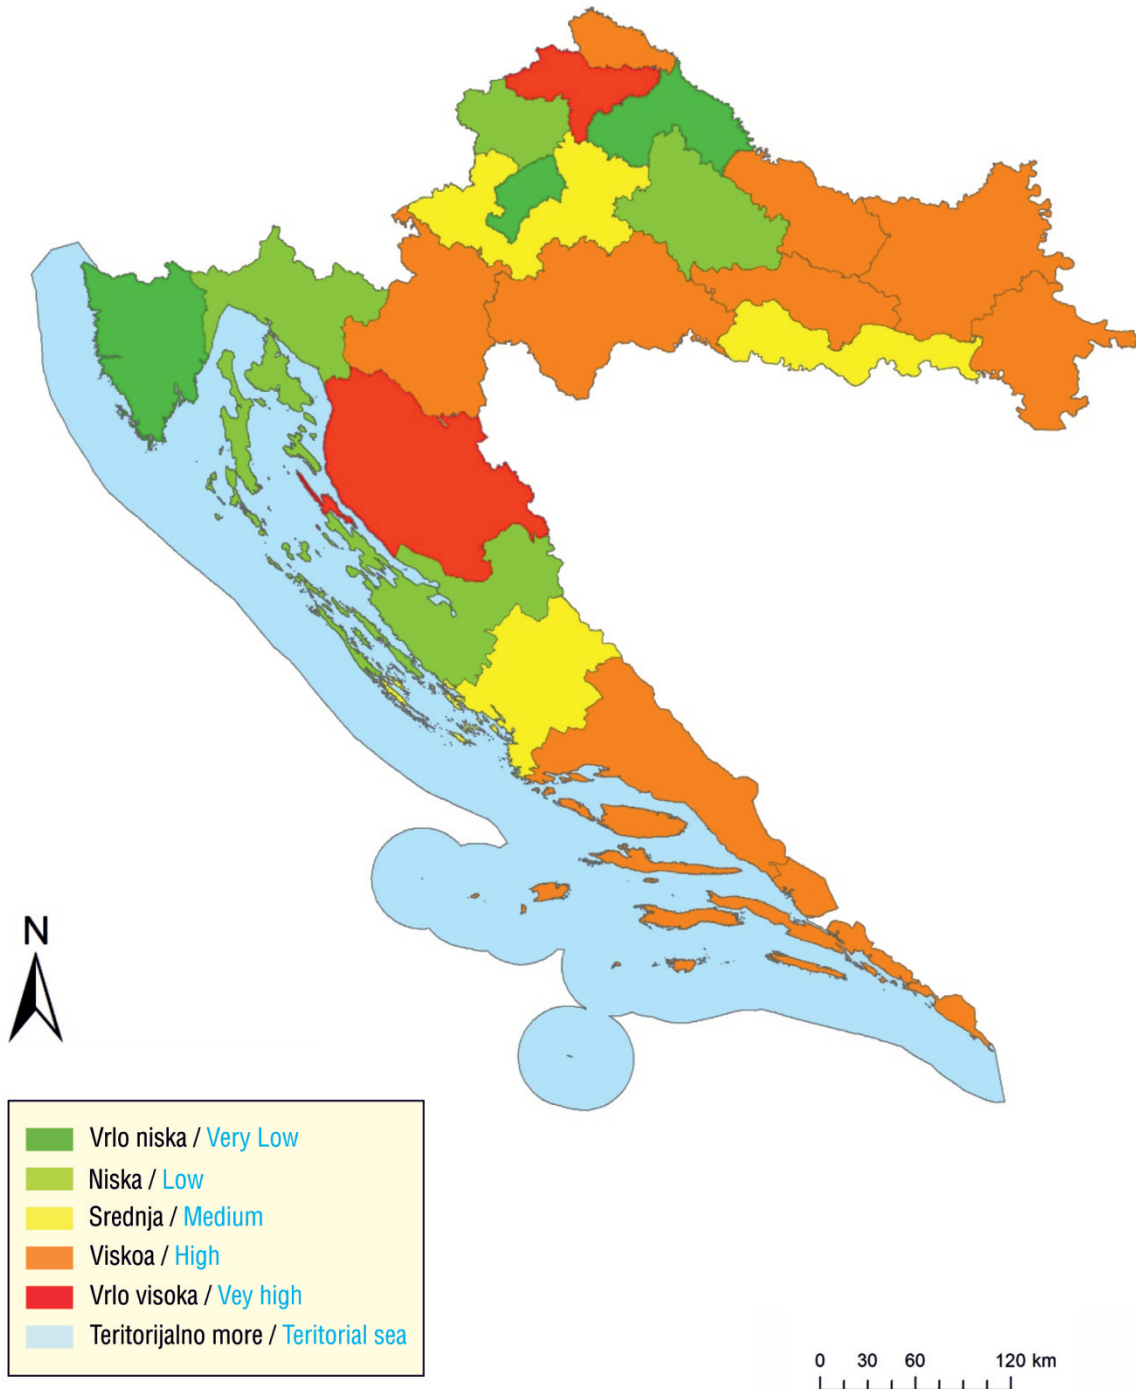 N
Vrlo niska / Very Low
Niska / Low
Srednja / Medium
Viskoa / High
Vrlo visoka / Vey high
Teritorijalno more / Teritorial sea
0 30 60 120 km